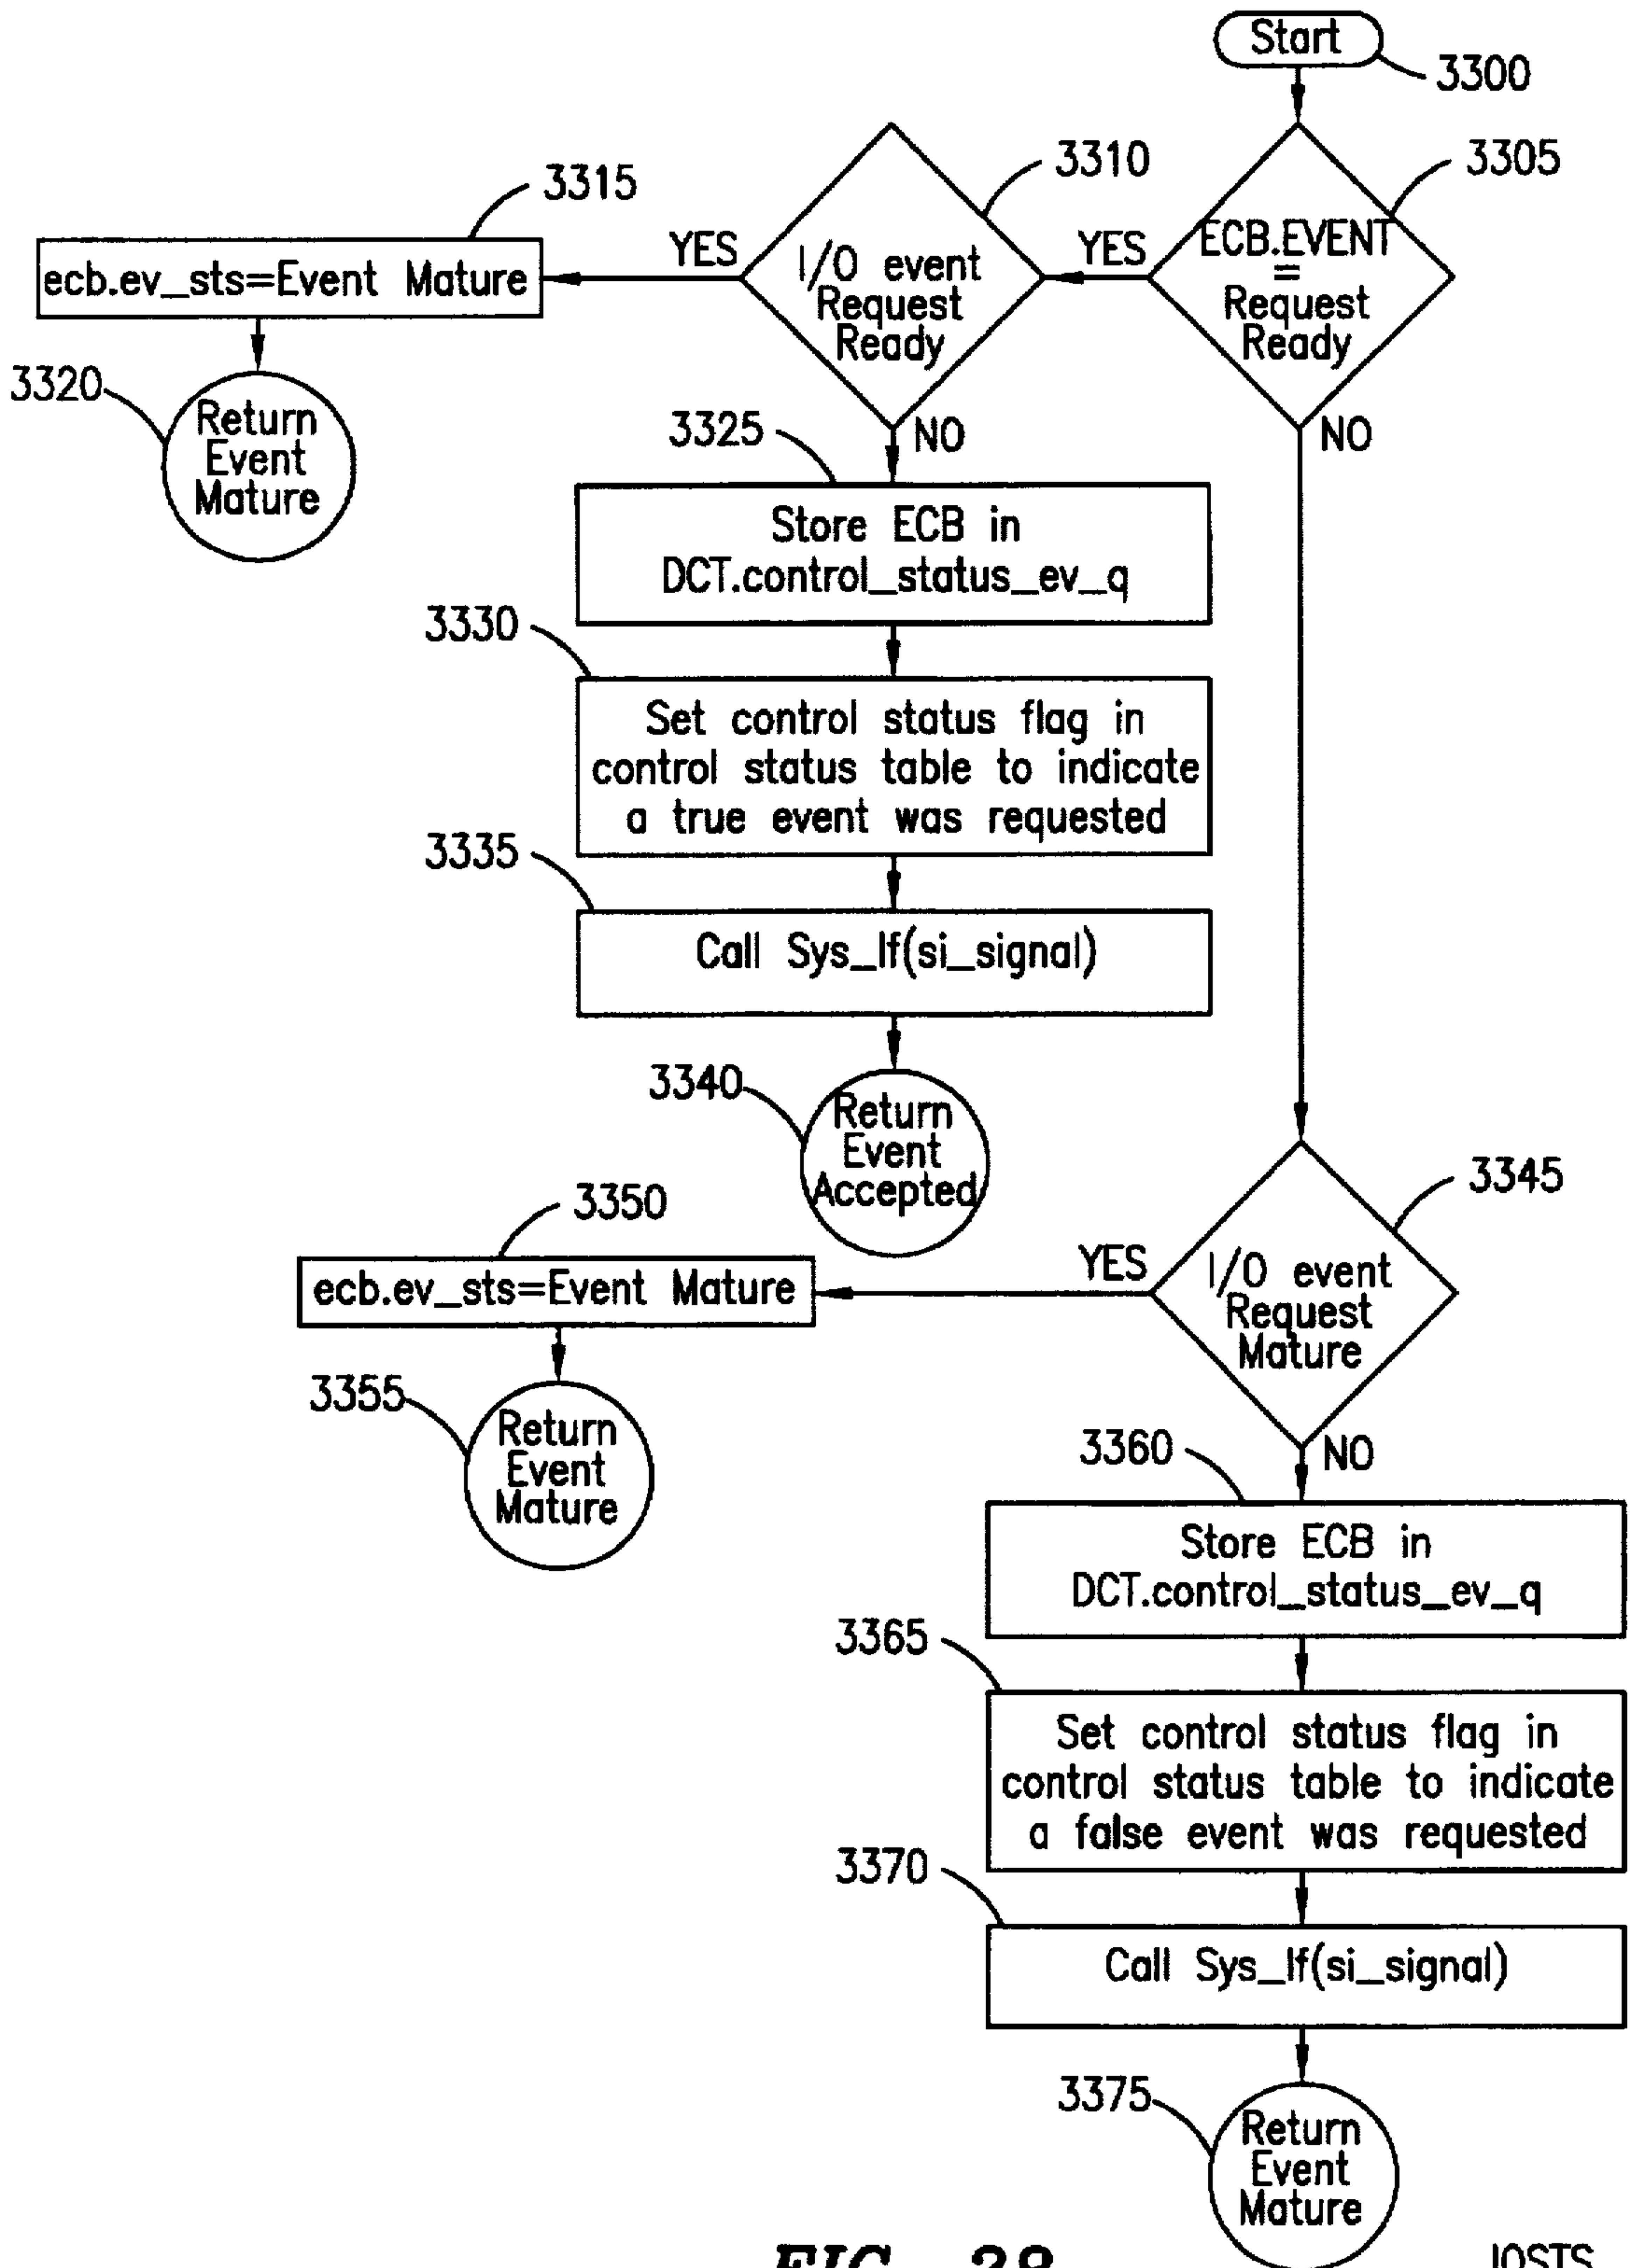 Start
3300
3305
ECB.EVENT
=
Request
Ready
YES
NO
3310
I/O event
Request
Ready
YES
NO
3315
ecb.ev_sts=Event Mature
3320
Return
Event
Mature
3325
Store ECB in
DCT.control_status_ev_q
3330
Set control status flag in
control status table to indicate
a true event was requested
3335
Call Sys_If(si_signal)
3340
Return
Event
Accepted
3345
I/O event
Request
Mature
YES
NO
3350
ecb.ev_sts=Event Mature
3355
Return
Event
Mature
3360
Store ECB in
DCT.control_status_ev_q
3365
Set control status flag in
control status table to indicate
a false event was requested
3370
Call Sys_If(si_signal)
3375
Return
Event
Mature